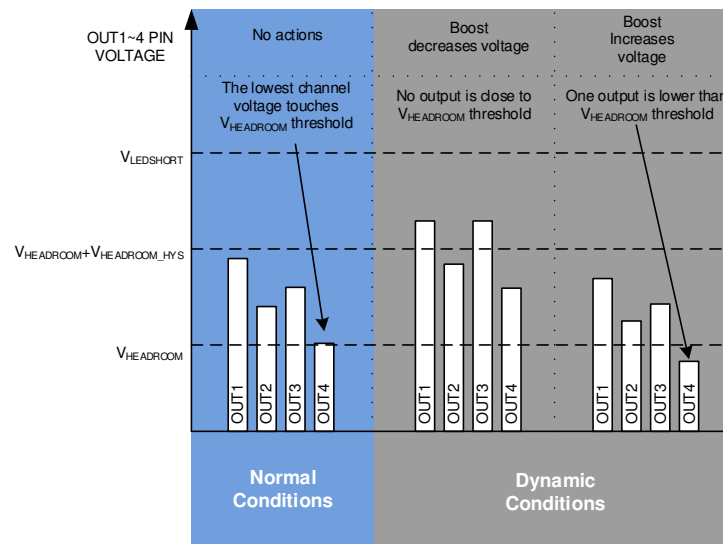 OUT1~4 PIN
VOLTAGE
No actions
Boost
decreases voltage
Boost
Increases
voltage
The lowest channel
voltage touches
VHEADROOM threshold
No output is close to
VHEADROOM threshold
One output is lower than
VHEADROOM threshold
VLEDSHORT
VHEADROOM+VHEADROOM_HYS
VHEADROOM
OUT1
OUT2
OUT3
OUT4
OUT1
OUT2
OUT3
OUT4
OUT1
OUT2
OUT3
OUT4
Normal
Conditions
Dynamic
Conditions